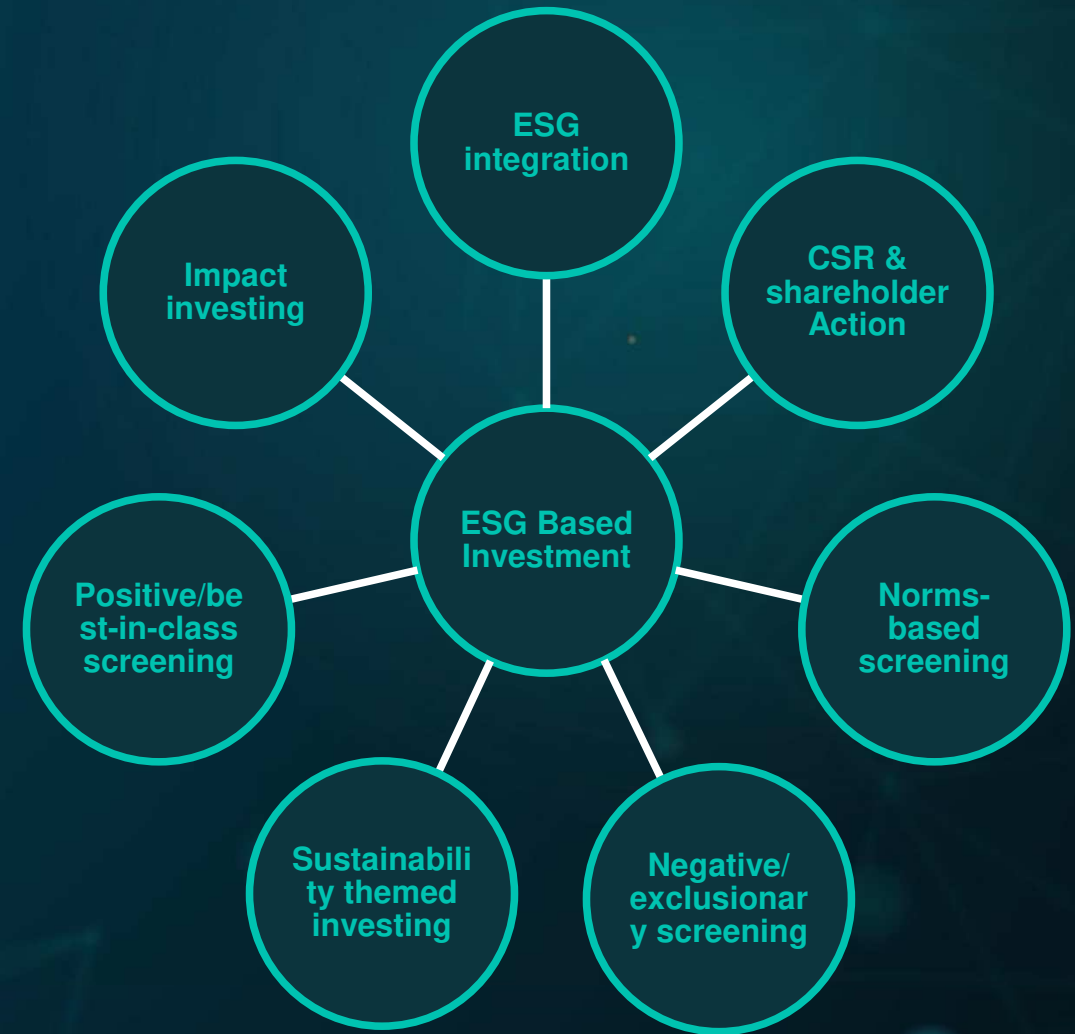 ESG
integration
CSR &
shareholder
Action
Norms-
based
screening
Negative/
exclusionar
y screening
Sustainabili
ty themed
investing
Positive/be
st-in-class
screening
Impact
investing
ESG Based
Investment